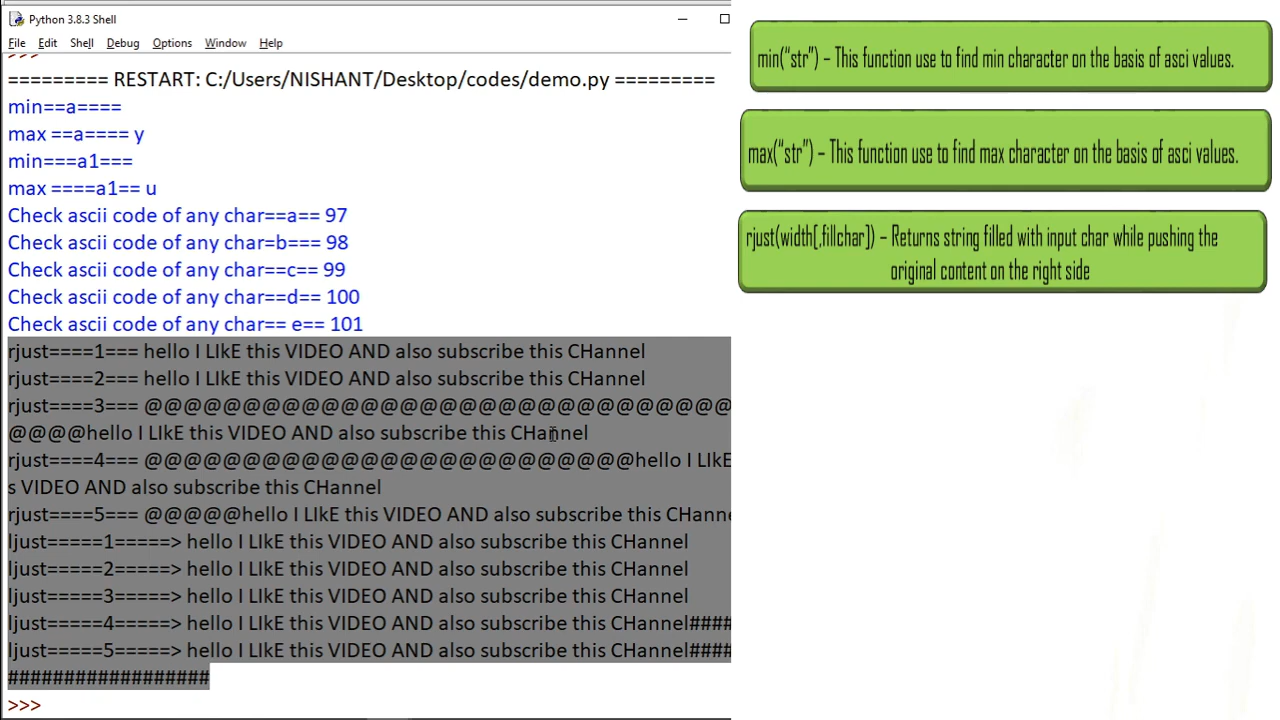 Python 3.8.3 Shell
File Edit Shell Debug Options Window Help
>>>
========= RESTART: C:/Users/NISHANT/Desktop/codes/demo.py =========
min==a====
max ==a==== y
min===a1===
max ====a1== u
Check ascii code of any char==a== 97
Check ascii code of any char=b=== 98
Check ascii code of any char==c== 99
Check ascii code of any char==d== 100
Check ascii code of any char== e== 101
rjust====1=== hello I LIkE this VIDEO AND also subscribe this CHannel
rjust====2=== hello I LIkE this VIDEO AND also subscribe this CHannel
rjust====3=== @@@@@@@@@@@@@@@@@@@@@@@@@@@@@@
@@@@hello I LIkE this VIDEO AND also subscribe this CHannel
rjust====4=== @@@@@@@@@@@@@@@@@@@@@@@@@hello I LIkE
s VIDEO AND also subscribe this CHannel
rjust====5=== @@@@@hello I LIkE this VIDEO AND also subscribe this CHanne
ljust=====1=====> hello I LIkE this VIDEO AND also subscribe this CHannel
ljust=====2=====> hello I LIkE this VIDEO AND also subscribe this CHannel
ljust=====3=====> hello I LIkE this VIDEO AND also subscribe this CHannel
ljust=====4=====> hello I LIkE this VIDEO AND also subscribe this CHannel####
ljust=====5=====> hello I LIkE this VIDEO AND also subscribe this CHannel####
##################
>>>
min("str") – This function use to find min character on the basis of asci values.
max("str") – This function use to find max character on the basis of asci values.
rjust(width[,fillchar]) – Returns string filled with input char while pushing the
original content on the right side